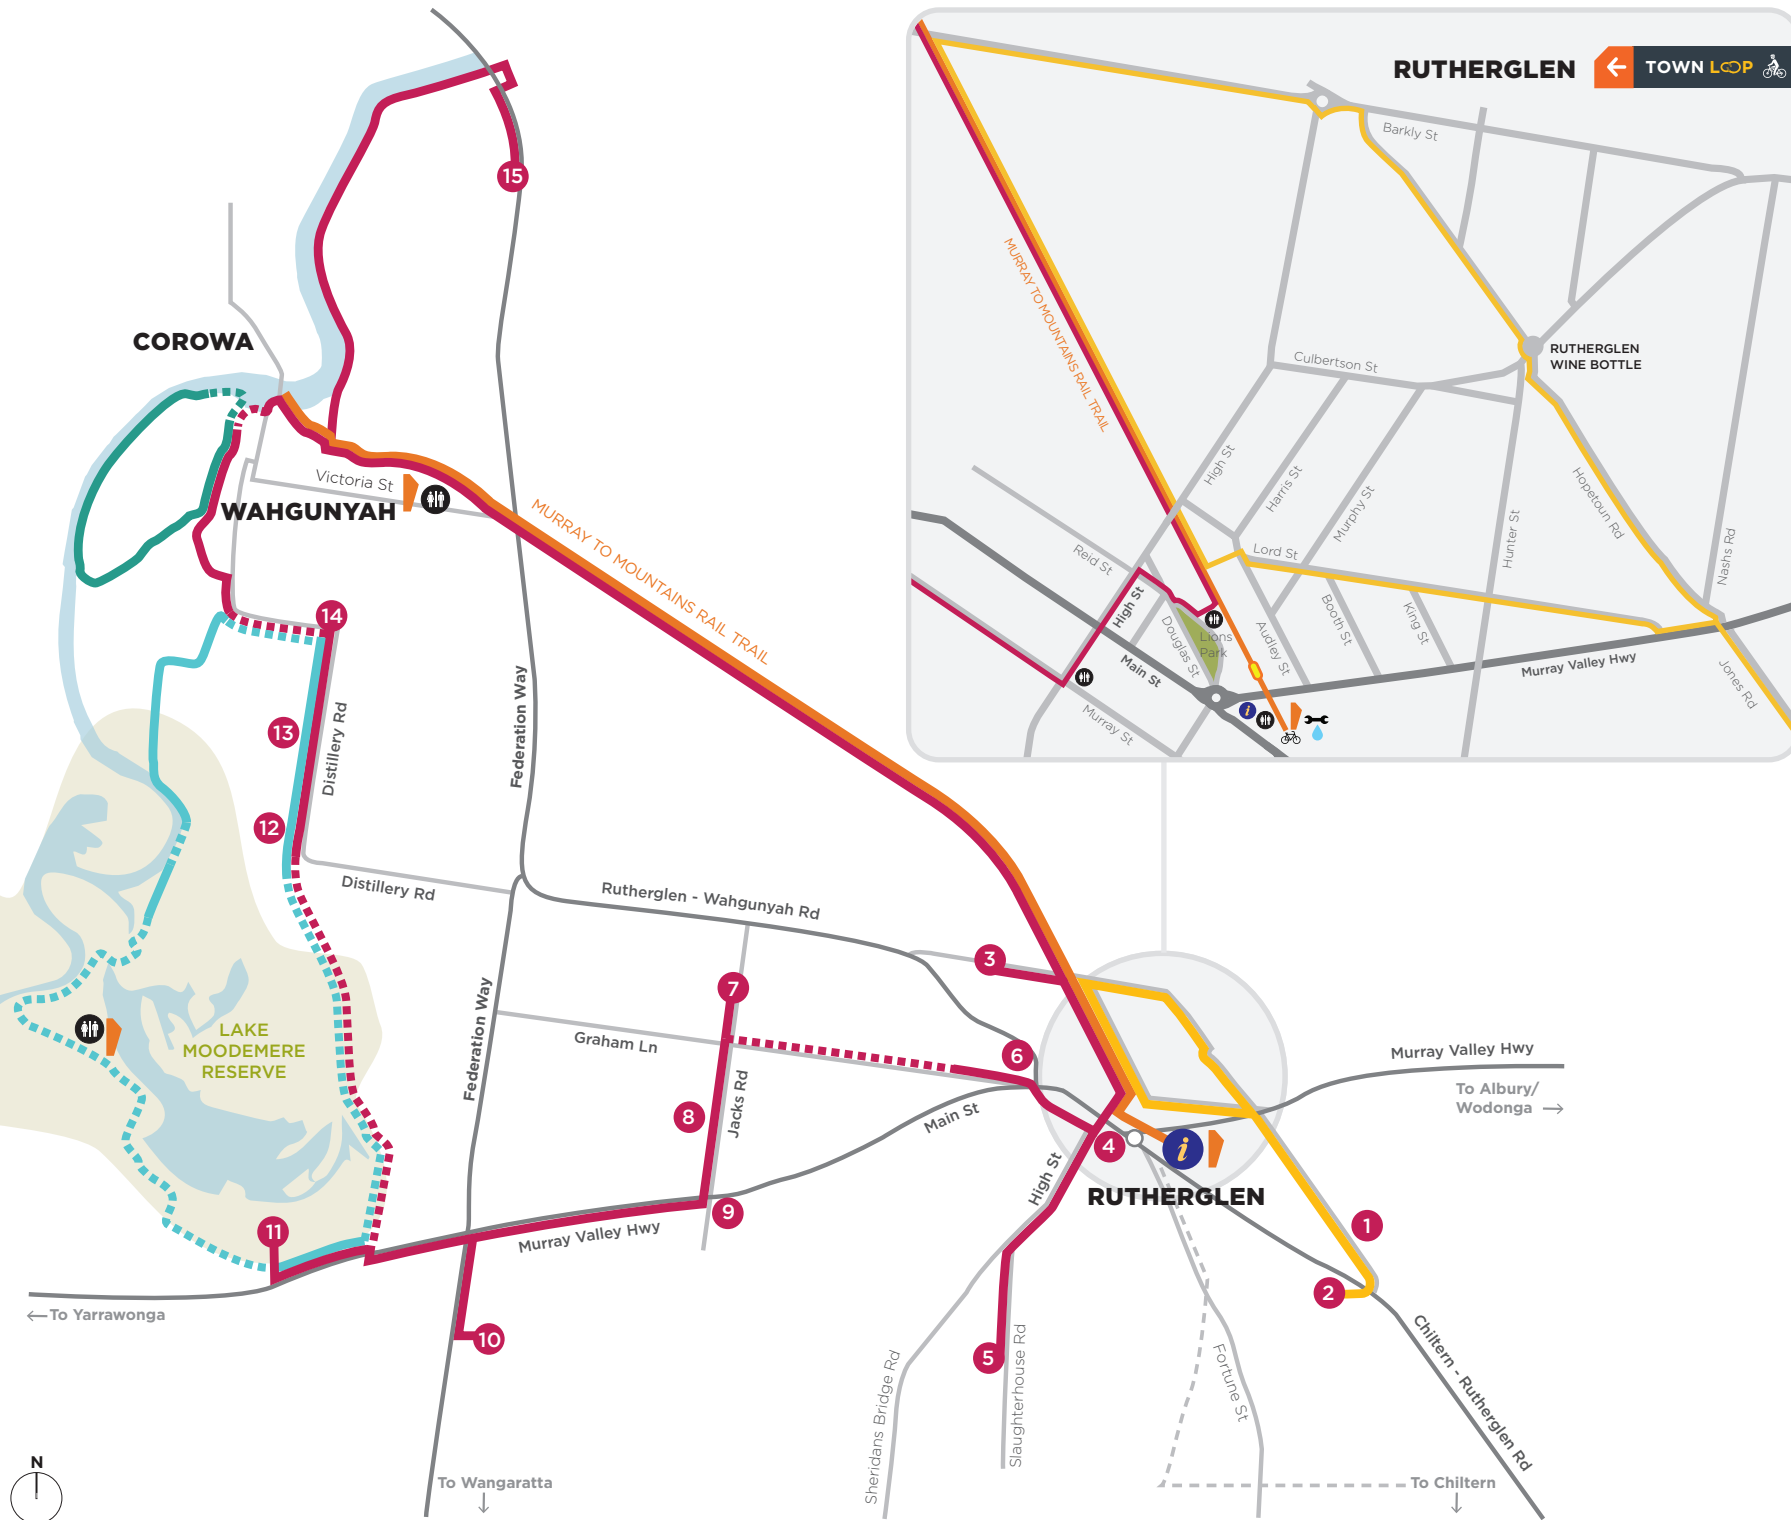 RUTHERGLEN
TOWN LOOP
Barkly St
MURRAY TO MOUNTAINS RAIL TRAIL
RUTHERGLEN
WINE BOTTLE
Culbertson St
High St
Harris St
Murphy St
Hunter St
Hopetoun Rd
Nashs Rd
Reid St
Lord St
High St
Douglas St
Lions
Park
Audley St
Booth St
King St
Main St
Murray Valley Hwy
Jones Rd
Murray St
i
15
COROWA
Victoria St
WAHGUNYAH
MURRAY TO MOUNTAINS RAIL TRAIL
14
13
Distillery Rd
Federation Way
12
Distillery Rd
Rutherglen - Wahgunyah Rd
3
7
Federation Way
LAKE
MOODEMERE
RESERVE
Graham Ln
6
Murray Valley Hwy
To Albury/
Wodonga
8
Jacks Rd
Main St
4
i
High St
RUTHERGLEN
11
9
Murray Valley Hwy
1
2
To Yarrawonga
10
5
Sheridans Bridge Rd
Slaughterhouse Rd
Fortune St
Chiltern - Rutherglen Rd
N
To Wangaratta
To Chiltern